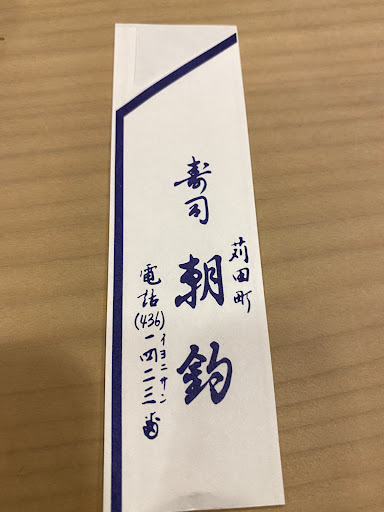 苅田町
寿司 朝釣
電話(436)一四二三番
イヨニサン